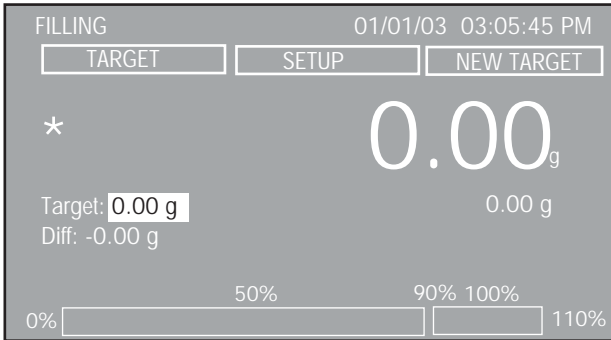 FILLING 01/01/03 03:05:45 PM
TARGET SETUP NEW TARGET
* 0.00 g
Target: 0.00 g 0.00 g
Diff: -0.00 g
50% 90% 100%
0% 110%